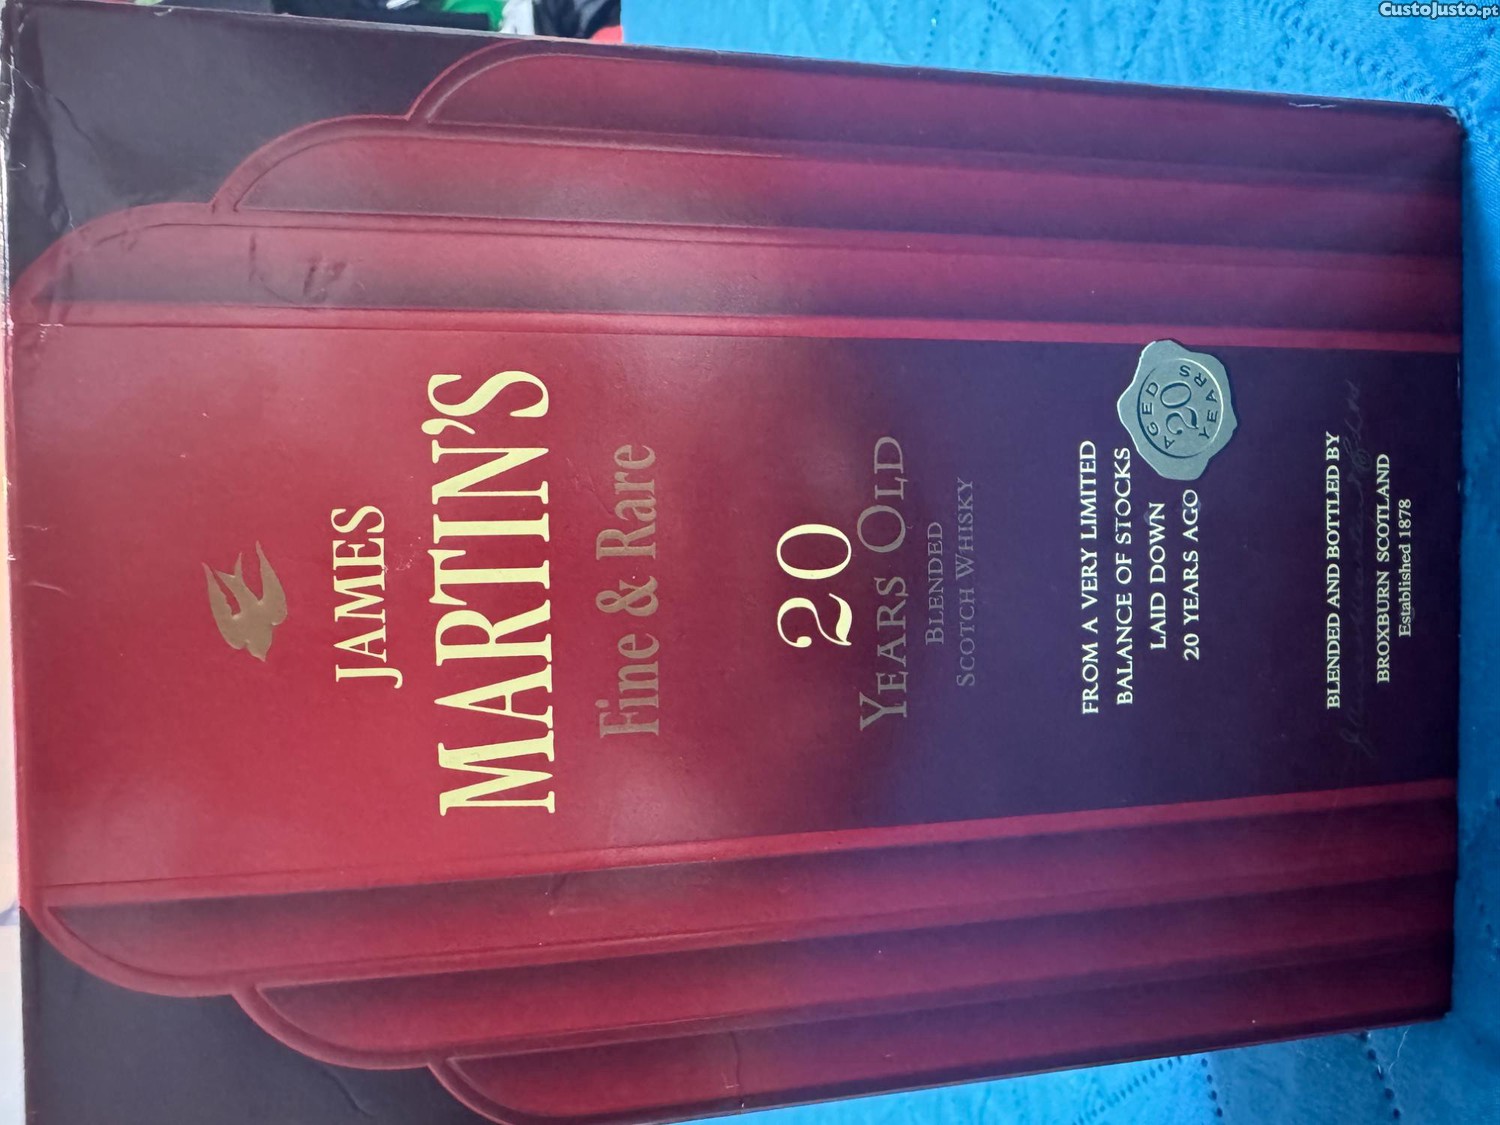 CustoJusto.pt
JAMES
MARTIN'S
Fine & Rare
20
YEARS OLD
BLENDED
SCOTCH WHISKY
FROM A VERY LIMITED
BALANCE OF STOCKS
LAID DOWN
20 YEARS AGO
AGED
20
YEARS
BLENDED AND BOTTLED BY
BROXBURN SCOTLAND
Established 1878